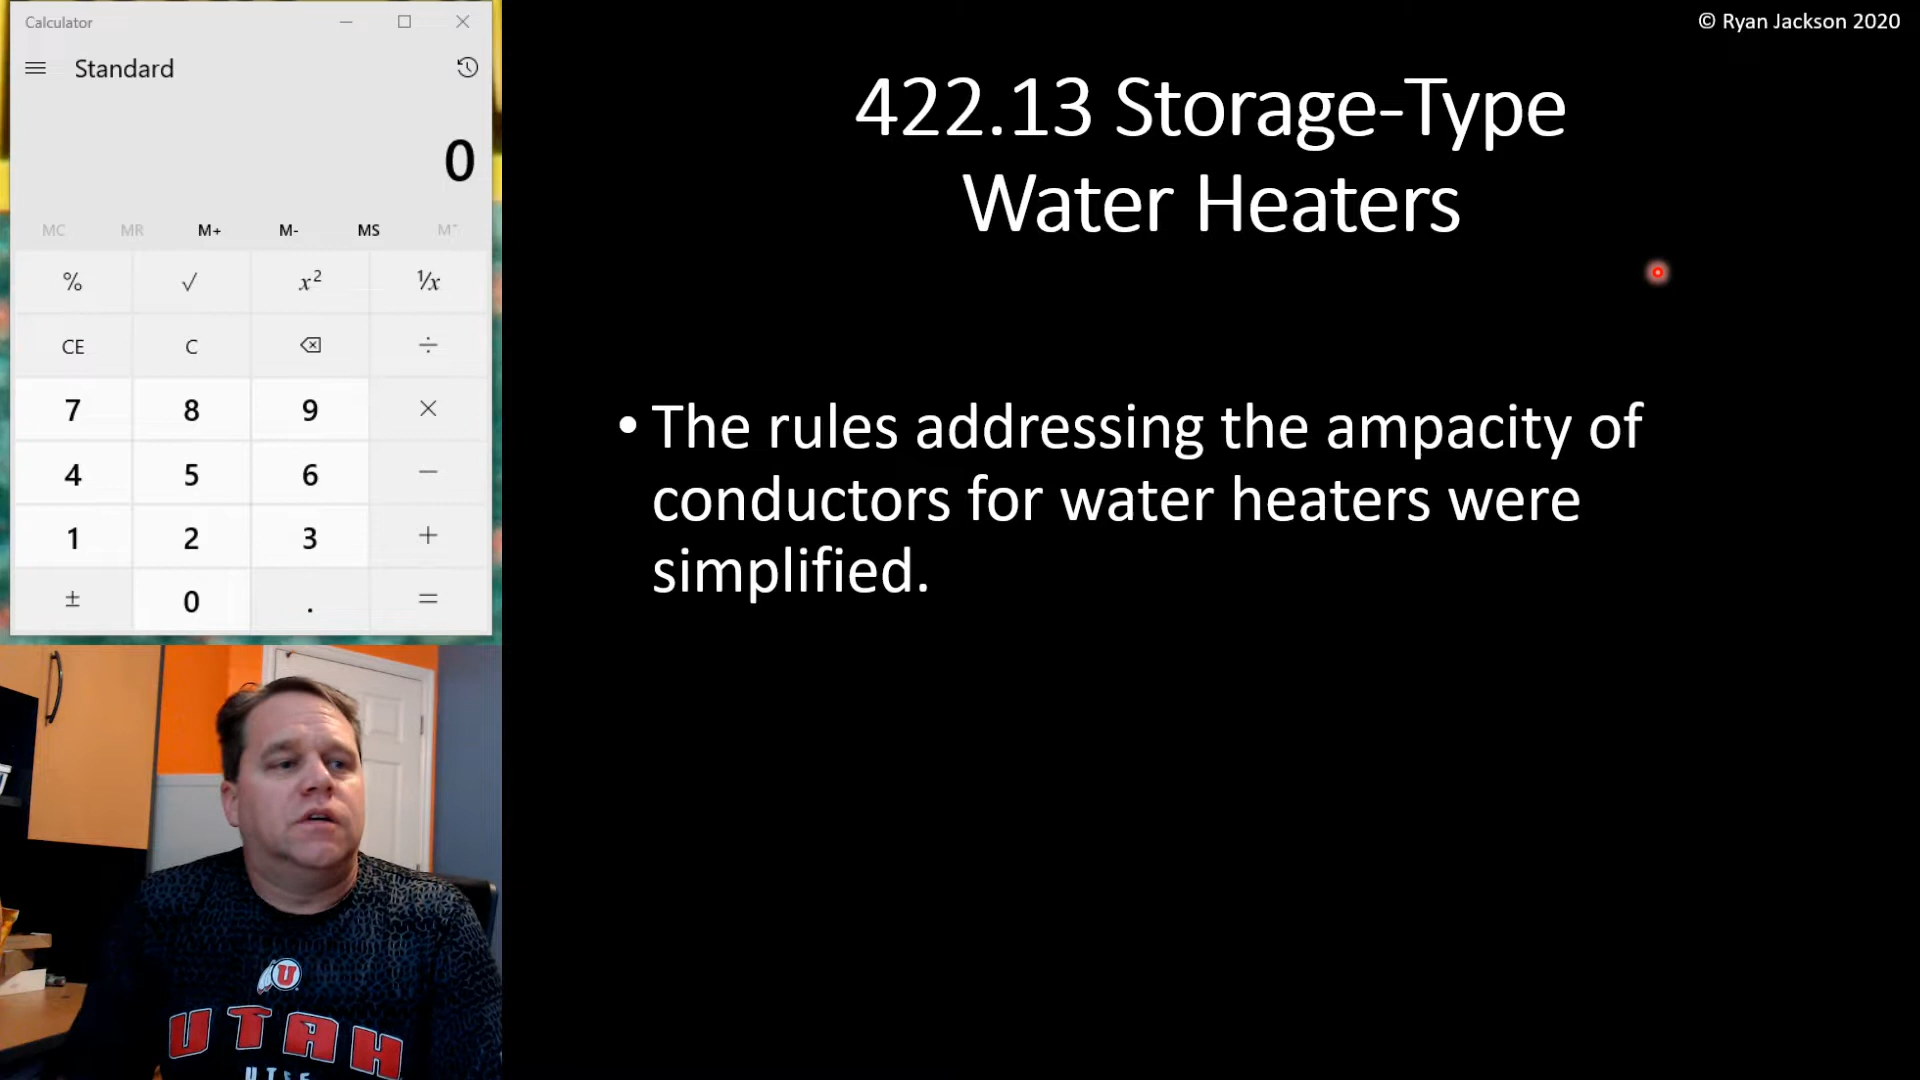 Calculator
Standard
0
MC MR M+ M- MS
% √ x² ¹/x
CE C ÷
7 8 9 ×
4 5 6 −
1 2 3 +
± 0 . =
© Ryan Jackson 2020
422.13 Storage-Type
Water Heaters
• The rules addressing the ampacity of
conductors for water heaters were
simplified.
U
UTAH